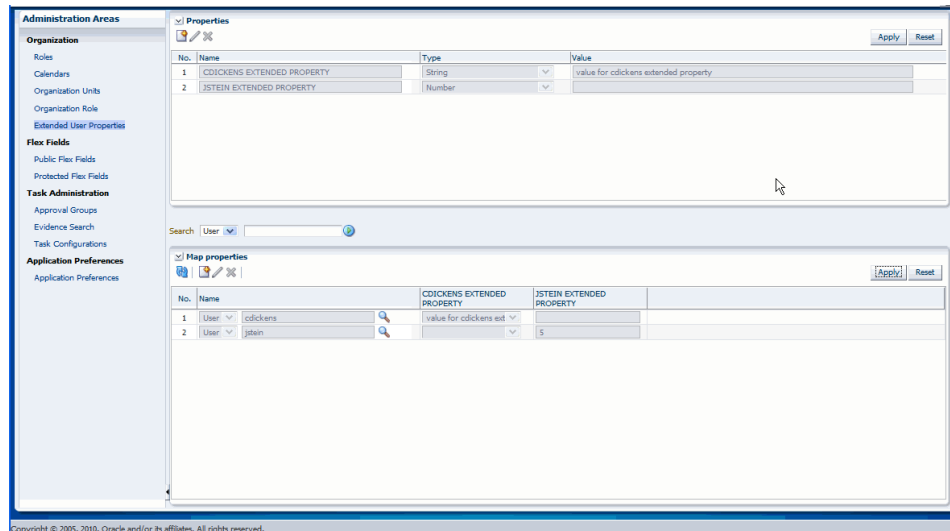 Administration Areas
Organization
Roles
Calendars
Organization Units
Organization Role
Extended User Properties
Flex Fields
Public Flex Fields
Protected Flex Fields
Task Administration
Approval Groups
Evidence Search
Task Configurations
Application Preferences
Application Preferences
Properties
Apply Reset
No. Name Type Value
1 CDICKENS EXTENDED PROPERTY String value for cdickens extended property
2 JSTEIN EXTENDED PROPERTY Number
Search User
Map properties
Apply Reset
No. Name CDICKENS EXTENDED PROPERTY JSTEIN EXTENDED PROPERTY
1 User cdickens value for cdickens ext
2 User jstein 5
Copyright © 2005, 2010, Oracle and/or its affiliates. All rights reserved.